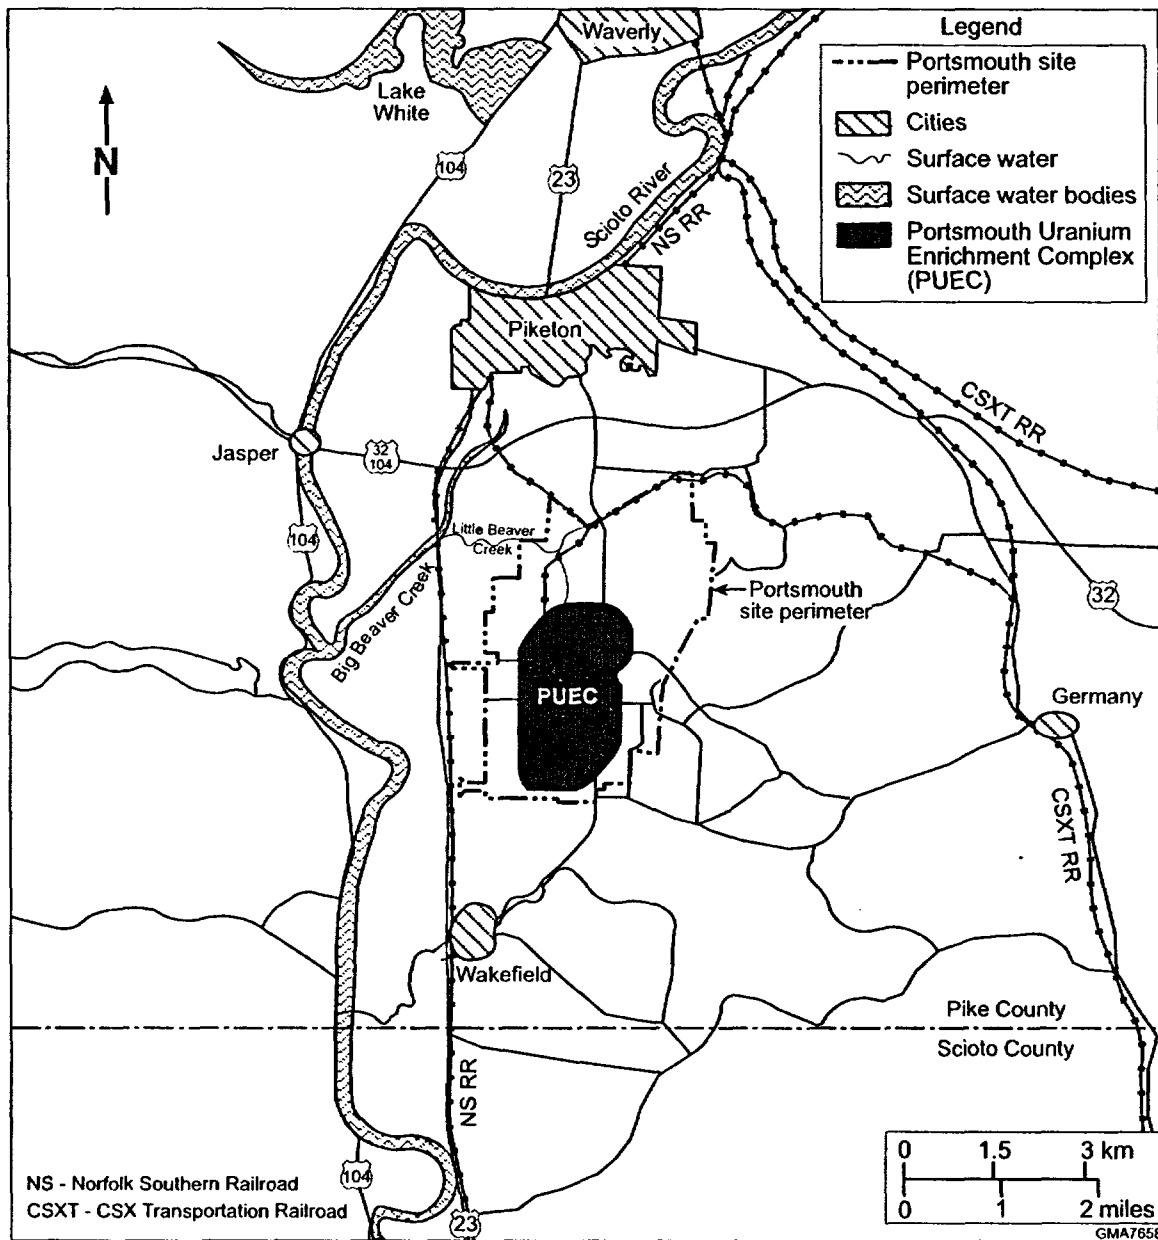 Waverly
Legend
Portsmouth site
perimeter
Cities
Surface water
Surface water bodies
Portsmouth Uranium
Enrichment Complex
(PUEC)
Lake
White
N
104
23
Scioto River
NS RR
Piketon
CSXT RR
Jasper
32
104
104
Little Beaver
Creek
Big Beaver Creek
Portsmouth
site perimeter
32
PUEC
Germany
CSXT RR
Wakefield
Pike County
Scioto County
NS RR
0 1.5 3 km
0 1 2 miles
104
23
NS - Norfolk Southern Railroad
CSXT - CSX Transportation Railroad
GMA7658